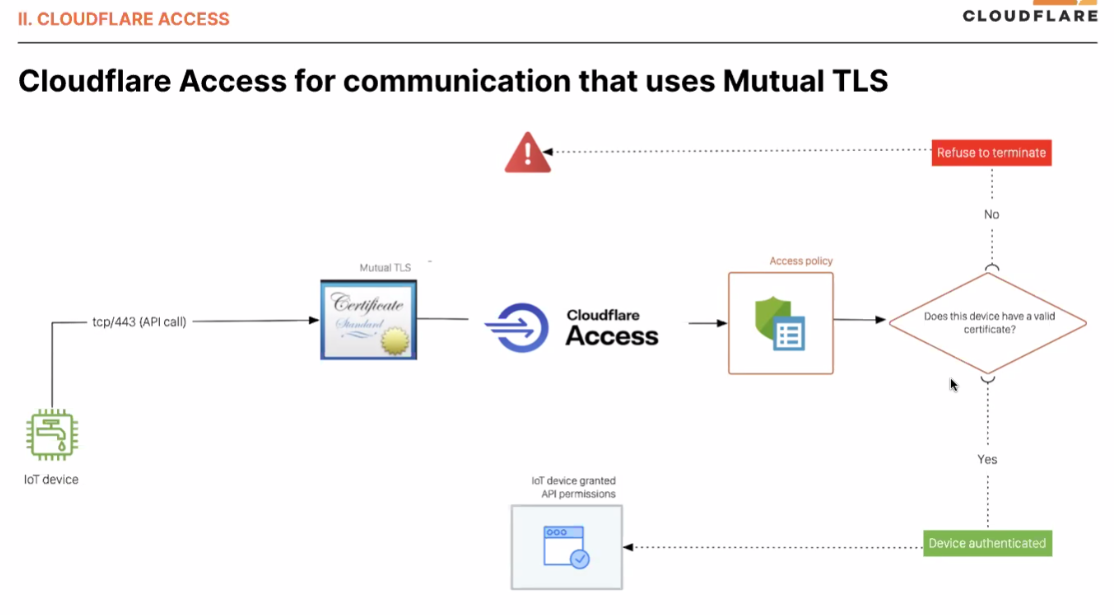 II. CLOUDFLARE ACCESS
CLOUDFLARE
Cloudflare Access for communication that uses Mutual TLS
Refuse to terminate
No
Mutual TLS
Certificate
Standard
tcp/443 (API call)
Cloudflare
Access
Access policy
Does this device have a valid
certificate?
IoT device
Yes
IoT device granted
API permissions
Device authenticated